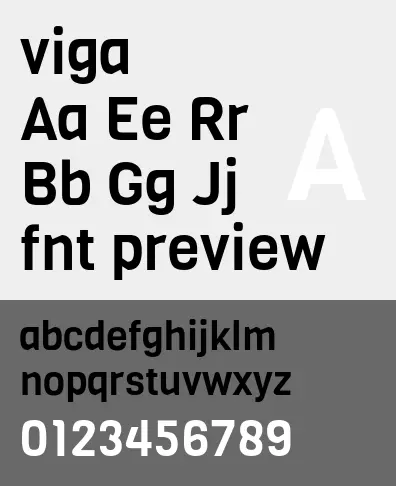 viga
Aa Ee Rr
A
Bb Gg Jj
fnt preview
abcdefghijklm
nopqrstuvwxyz
0123456789